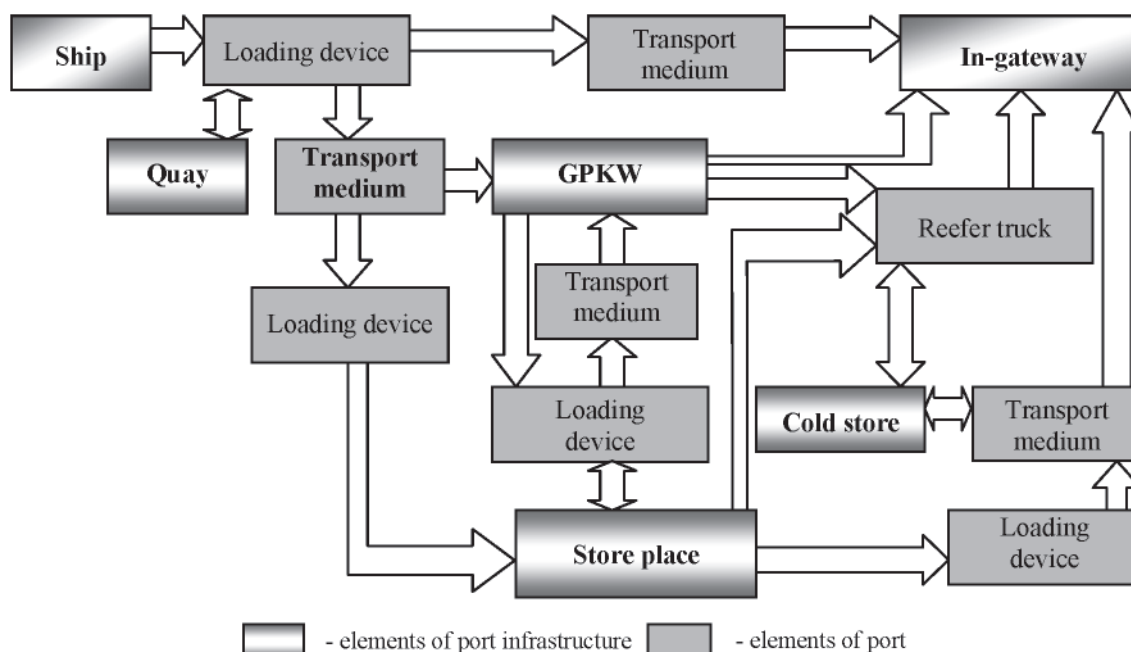 Ship
Loading device
Transport
medium
In-gateway
Quay
Transport
medium
GPKW
Reefer truck
Loading device
Transport
medium
Loading
device
Cold store
Transport
medium
Store place
Loading
device
- elements of port infrastructure
- elements of port